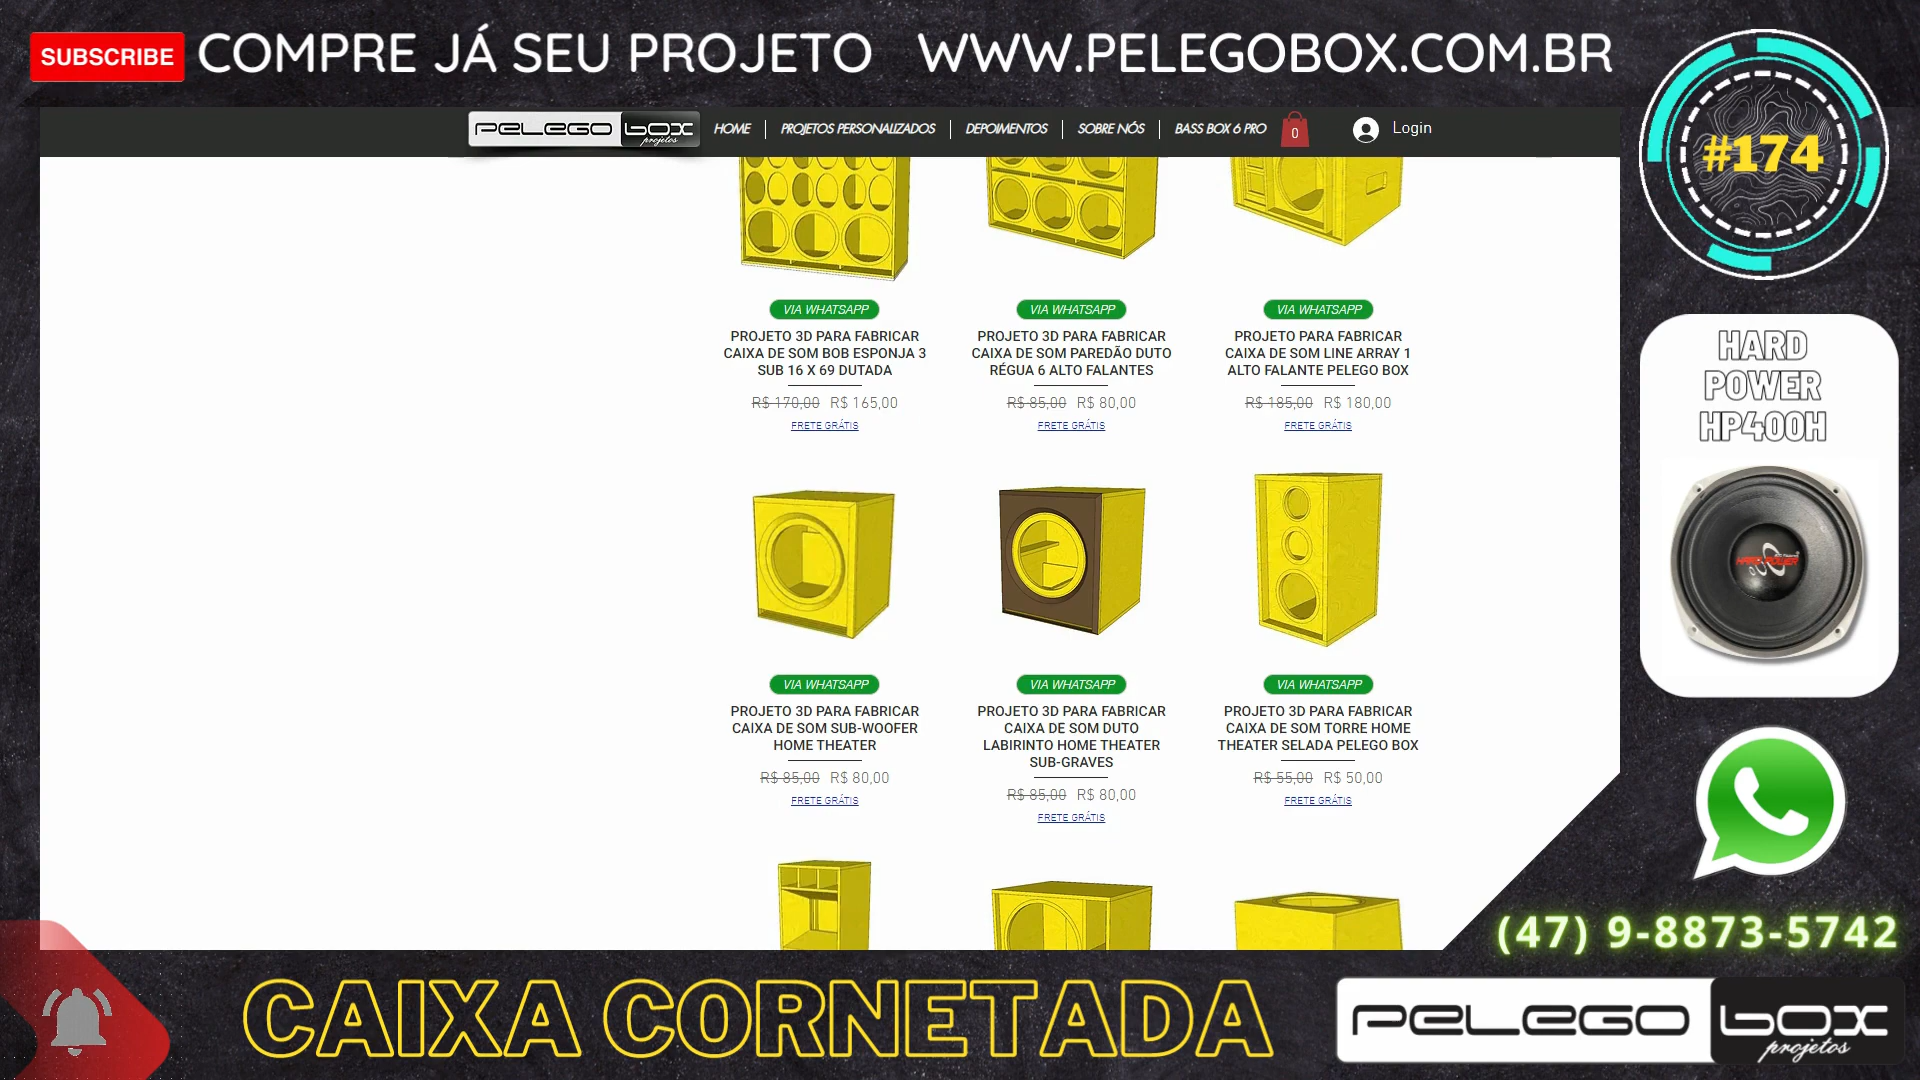 SUBSCRIBE
COMPRE JÁ SEU PROJETO WWW.PELEGOBOX.COM.BR
#174
PELEGO BOX projetos
HOME
PROJETOS PERSONALIZADOS
DEPOIMENTOS
SOBRE NÓS
BASS BOX 6 PRO
0
Login
VIA WHATSAPP
PROJETO 3D PARA FABRICAR
CAIXA DE SOM BOB ESPONJA 3
SUB 16 X 69 DUTADA
R$ 170,00 R$ 165,00
FRETE GRÁTIS
VIA WHATSAPP
PROJETO 3D PARA FABRICAR
CAIXA DE SOM PAREDÃO DUTO
RÉGUA 6 ALTO FALANTES
R$ 85,00 R$ 80,00
FRETE GRÁTIS
VIA WHATSAPP
PROJETO PARA FABRICAR
CAIXA DE SOM LINE ARRAY 1
ALTO FALANTE PELEGO BOX
R$ 185,00 R$ 180,00
FRETE GRÁTIS
VIA WHATSAPP
PROJETO 3D PARA FABRICAR
CAIXA DE SOM SUB-WOOFER
HOME THEATER
R$ 85,00 R$ 80,00
FRETE GRÁTIS
VIA WHATSAPP
PROJETO 3D PARA FABRICAR
CAIXA DE SOM DUTO
LABIRINTO HOME THEATER
SUB-GRAVES
R$ 85,00 R$ 80,00
FRETE GRÁTIS
VIA WHATSAPP
PROJETO 3D PARA FABRICAR
CAIXA DE SOM TORRE HOME
THEATER SELADA PELEGO BOX
R$ 55,00 R$ 50,00
FRETE GRÁTIS
HARD
POWER
HP400H
HARD POWER
(47) 9-8873-5742
CAIXA CORNETADA
PELEGO BOX
projetos